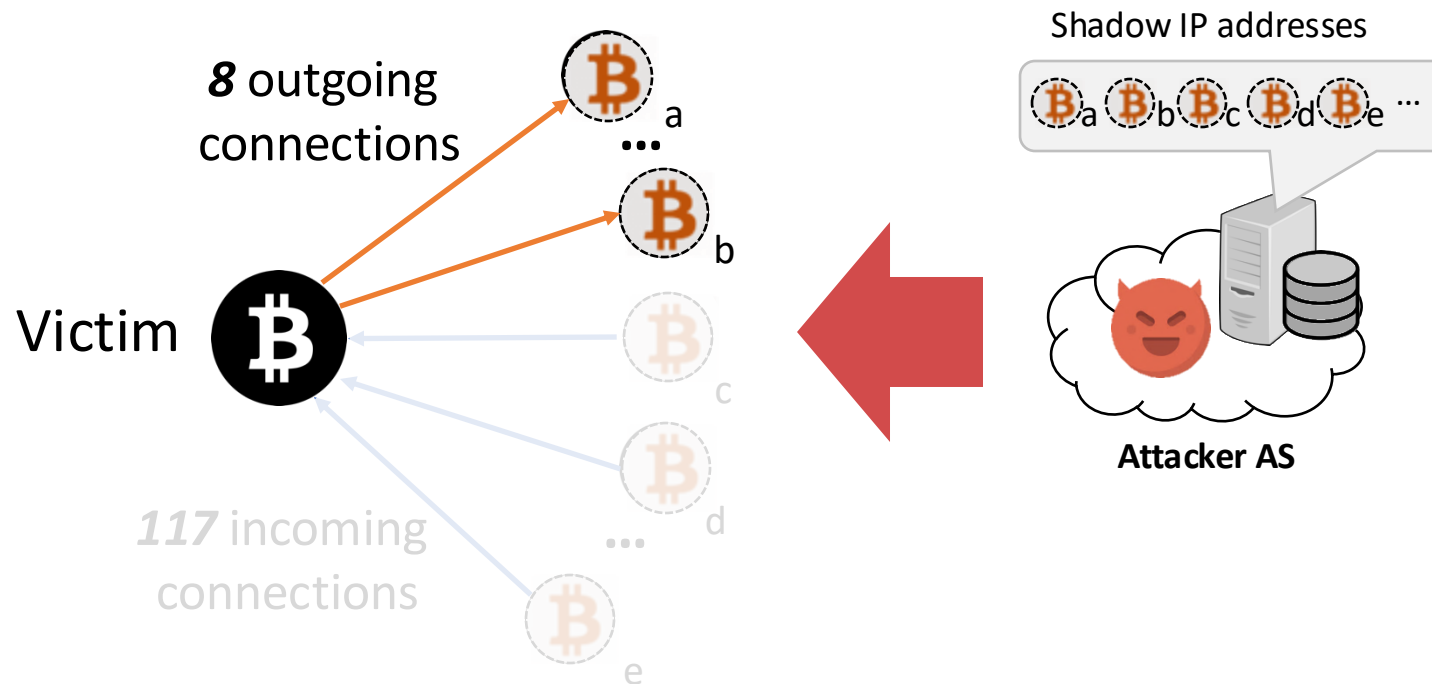 8 outgoing
connections
a
...
b
Victim
c
d
117 incoming
...
connections
e
Shadow IP addresses
a b c d e ...
Attacker AS